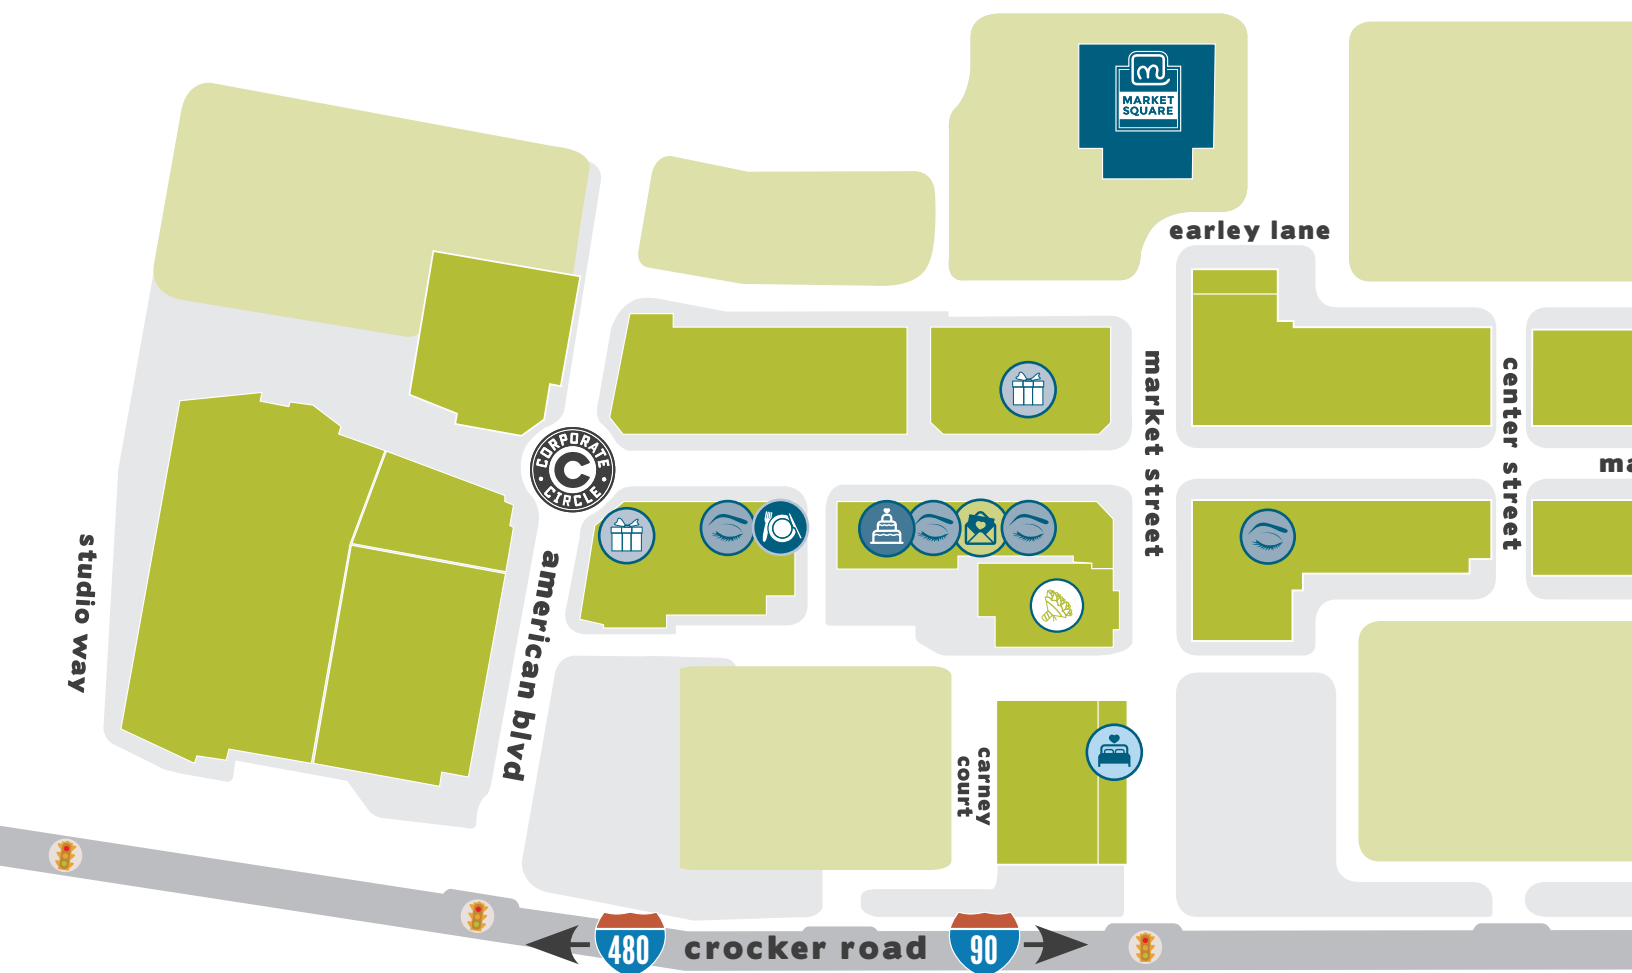 MARKET
SQUARE
earley lane
market street
center street
ma
CORPORATE
C
CIRCLE
studio way
american blvd
carney
court
480
crocker road
90